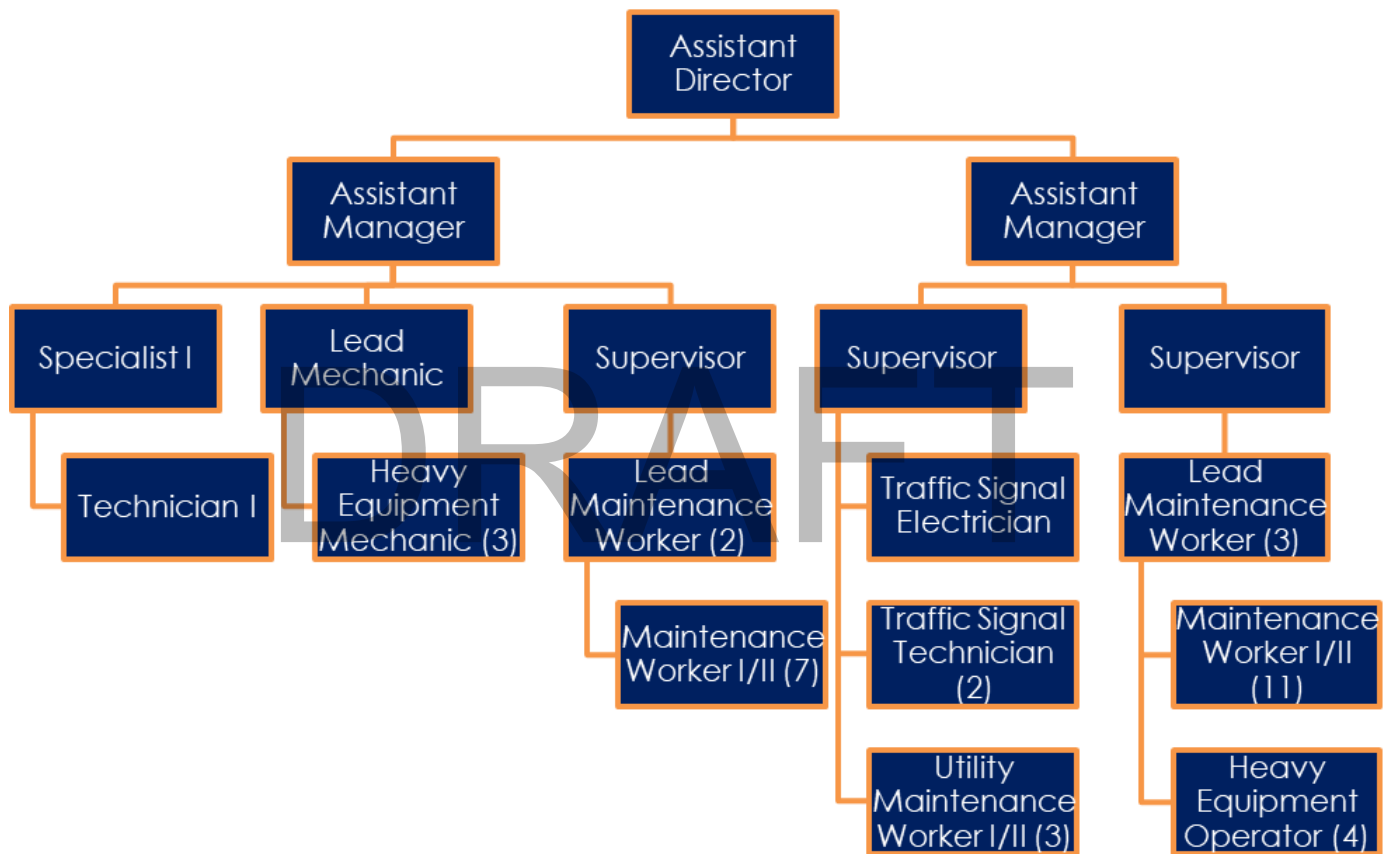 Assistant
Director
Assistant
Manager
Assistant
Manager
Specialist I
Lead
Mechanic
Supervisor
Supervisor
Supervisor
Technician I
Heavy
Equipment
Mechanic (3)
Lead
Maintenance
Worker (2)
Traffic Signal
Electrician
Lead
Maintenance
Worker (3)
Maintenance
Worker I/II (7)
Traffic Signal
Technician
(2)
Maintenance
Worker I/II
(11)
Utility
Maintenance
Worker I/II (3)
Heavy
Equipment
Operator (4)
DRAFT